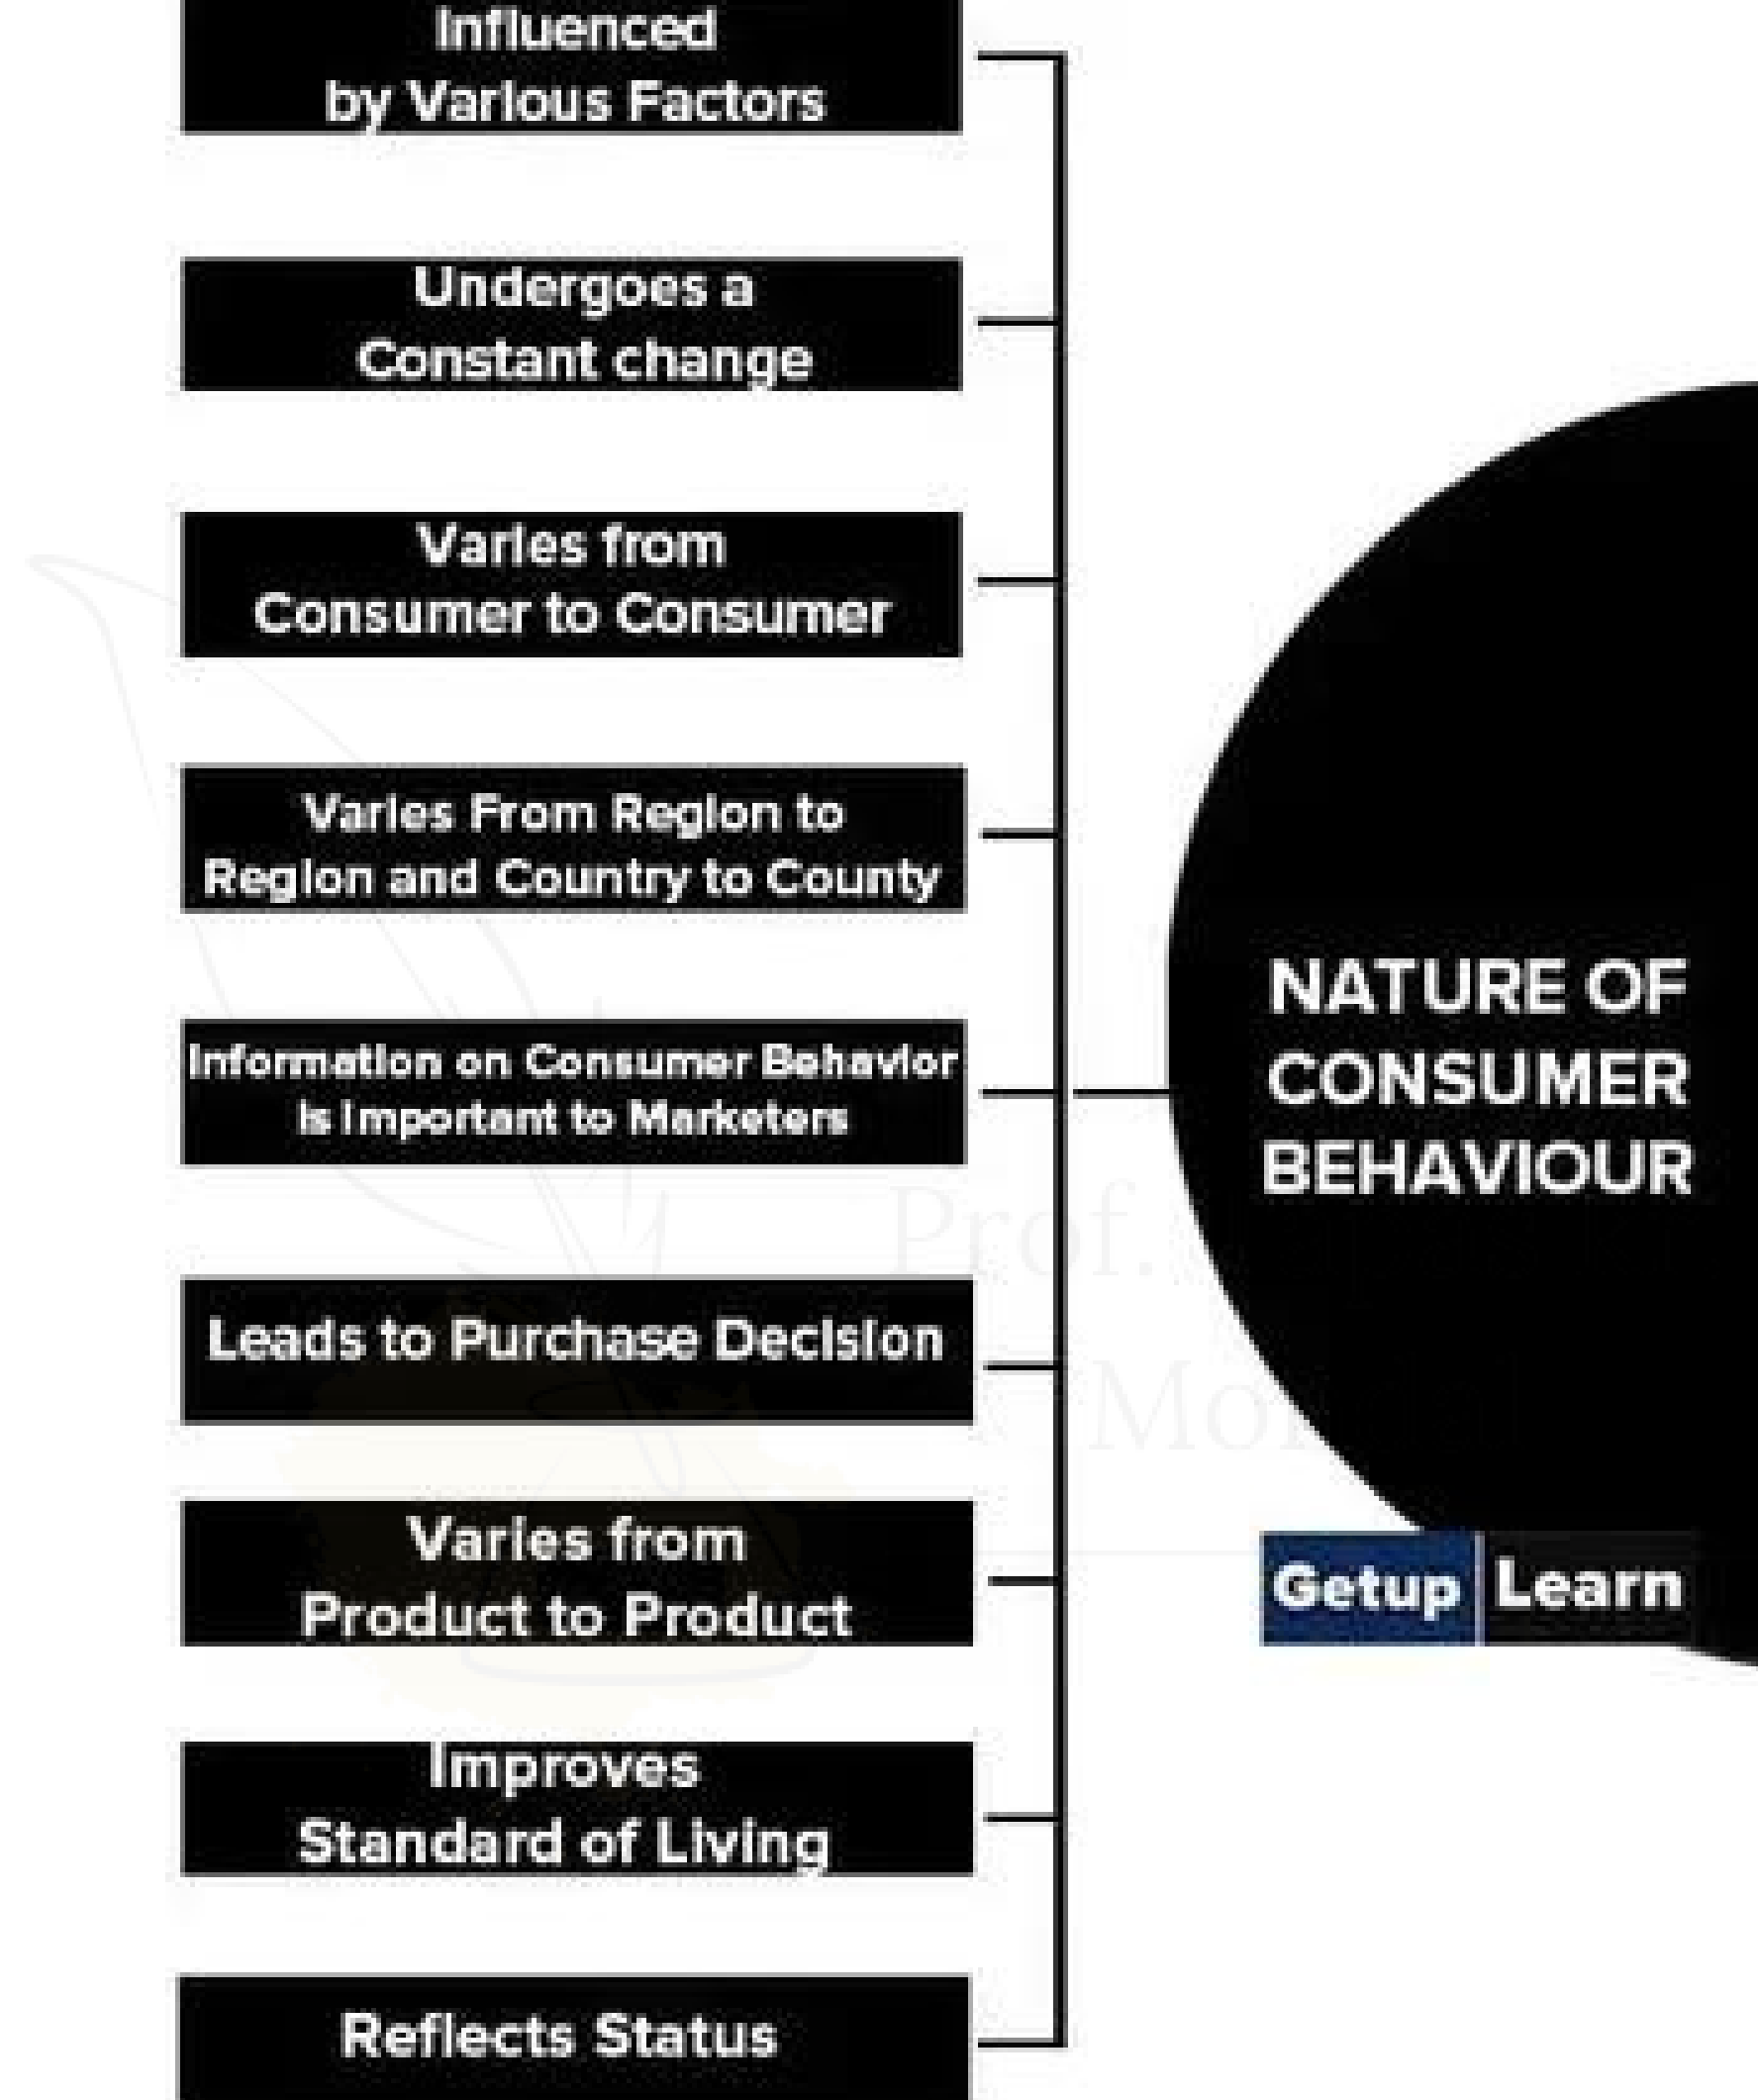 Influenced
by Various Factors
Undergoes a
Constant change
Varies from
Consumer to Consumer
Varies From Region to
Region and Country to County
Information on Consumer Behavior
is Important to Marketers
Leads to Purchase Decision
Varies from
Product to Product
Improves
Standard of Living
Reflects Status
NATURE OF
CONSUMER
BEHAVIOUR
Prof.
Getup Learn